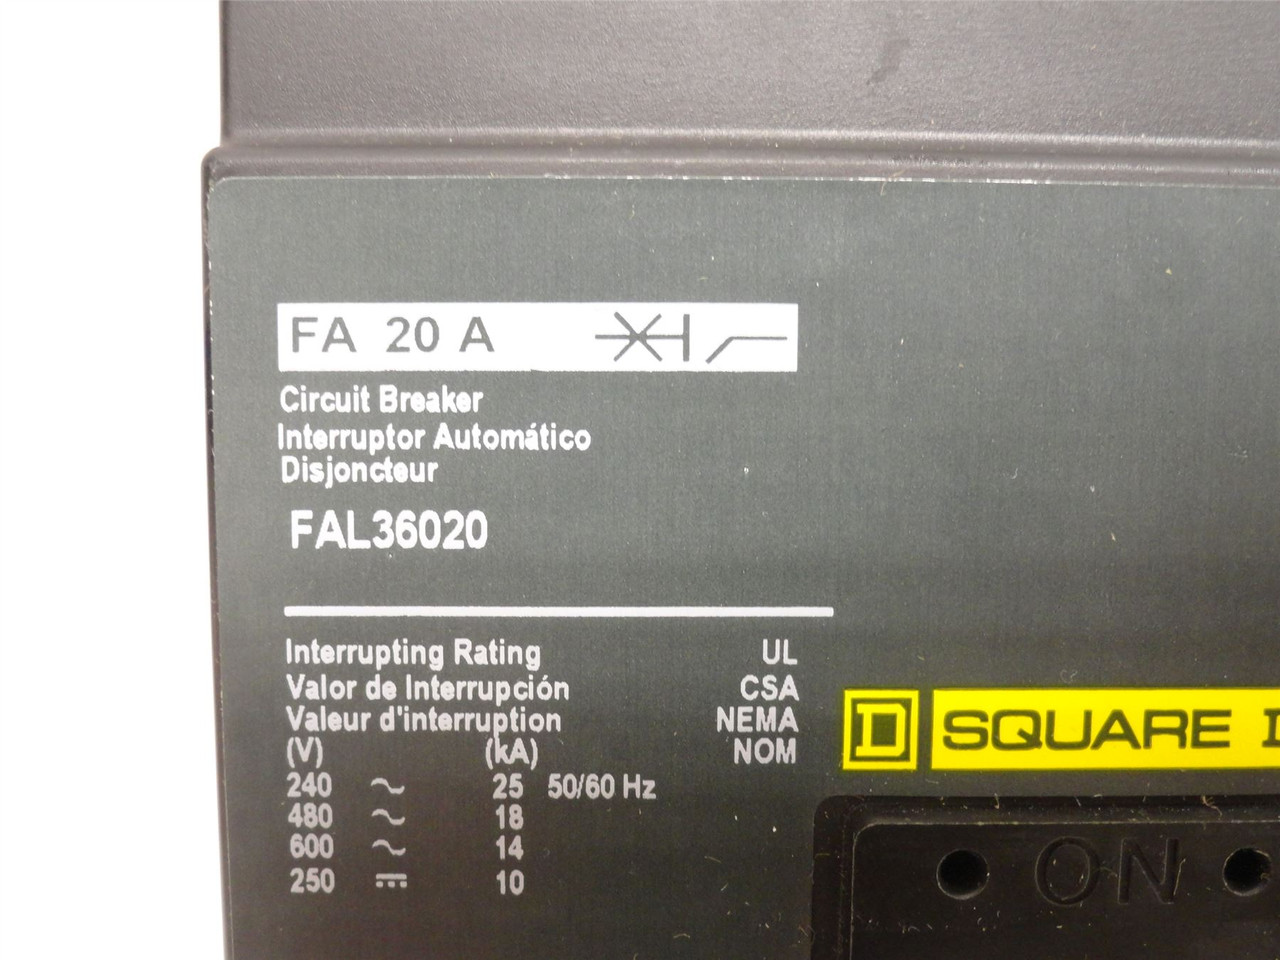 FA 20 A
Circuit Breaker
Interruptor Automático
Disjoncteur
FAL36020
Interrupting Rating UL
Valor de Interrupción CSA
Valeur d'interruption NEMA
(V) (kA) NOM
240 25 50/60 Hz
480 18
600 14
250 10
SQUARE D
ON